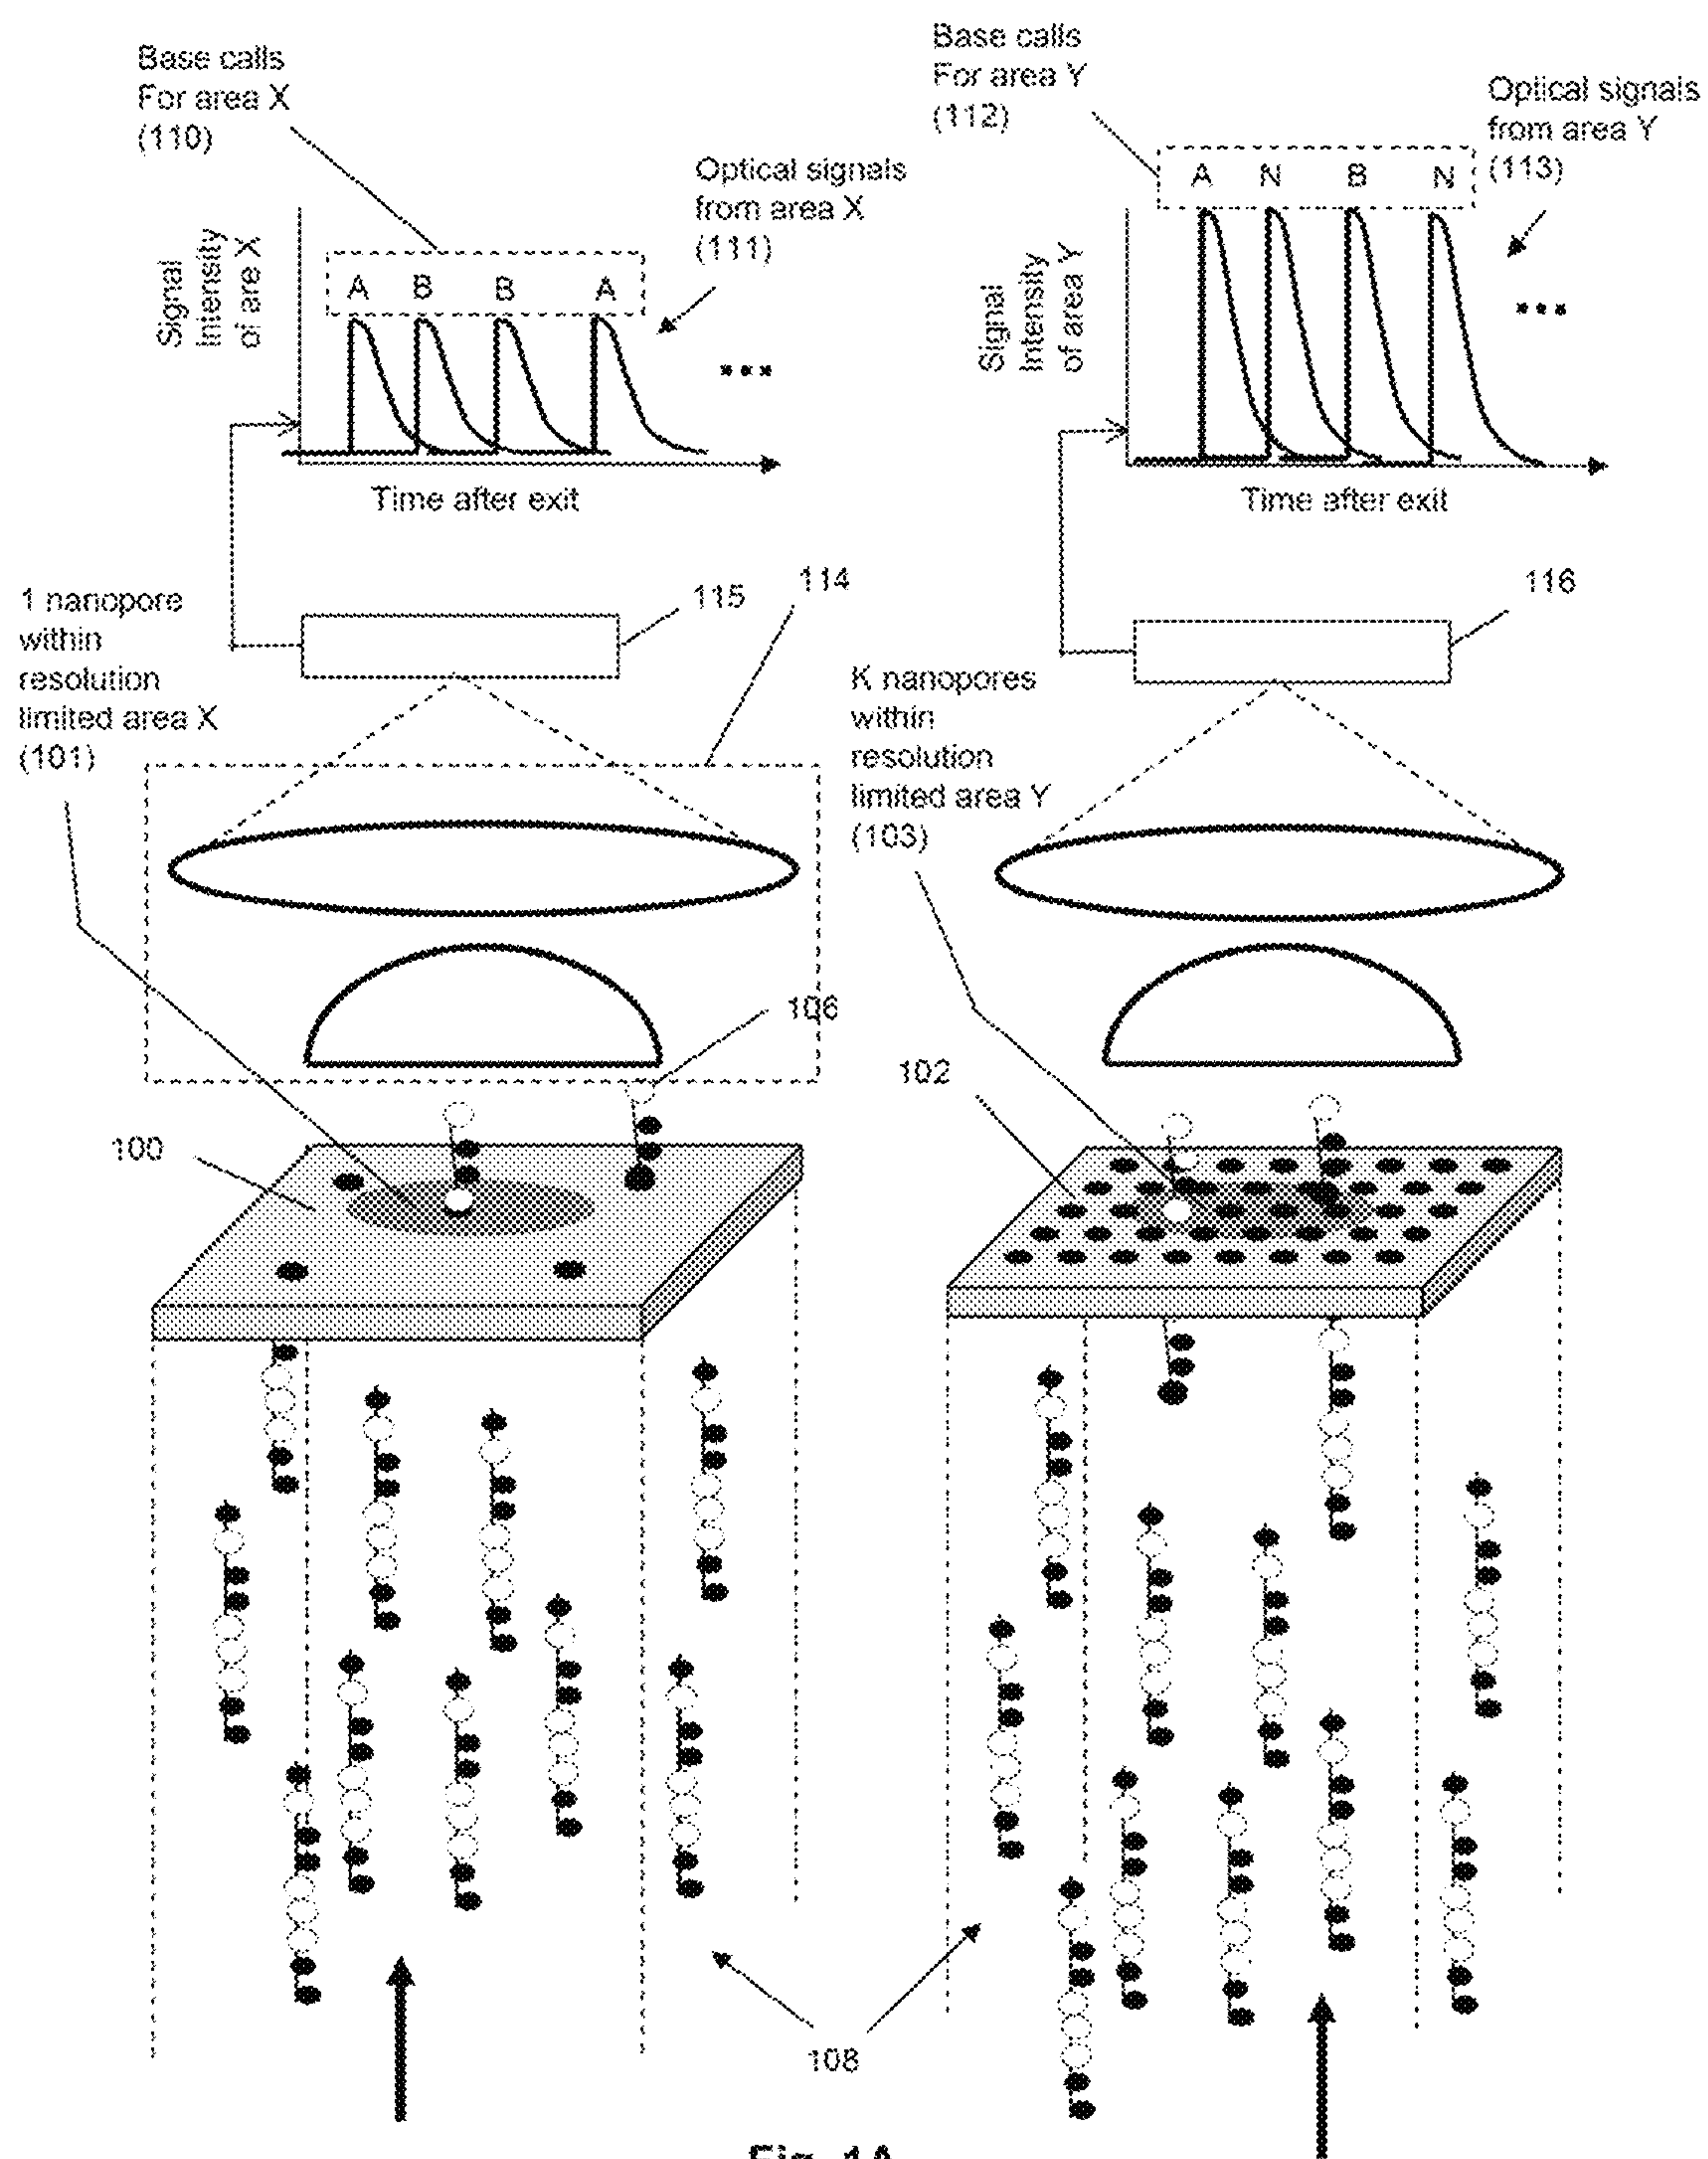 Base calls
For area X
(110)
Optical signals
from area X
(111)
A B B A
Signal
Intensity
of are X
Time after exit
Base calls
For area Y
(112)
Optical signals
from area Y
(113)
A N B N
Signal
Intensity
of area Y
Time after exit
1 nanopore
within
resolution
limited area X
(101)
115
114
116
K nanopores
within
resolution
limited area Y
(103)
106
102
100
108
Fig. 1A